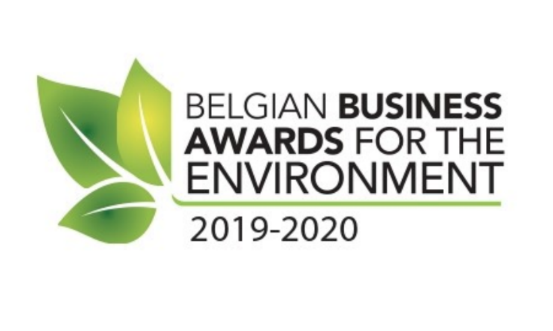 BELGIAN BUSINESS
AWARDS FOR THE
ENVIRONMENT
2019-2020